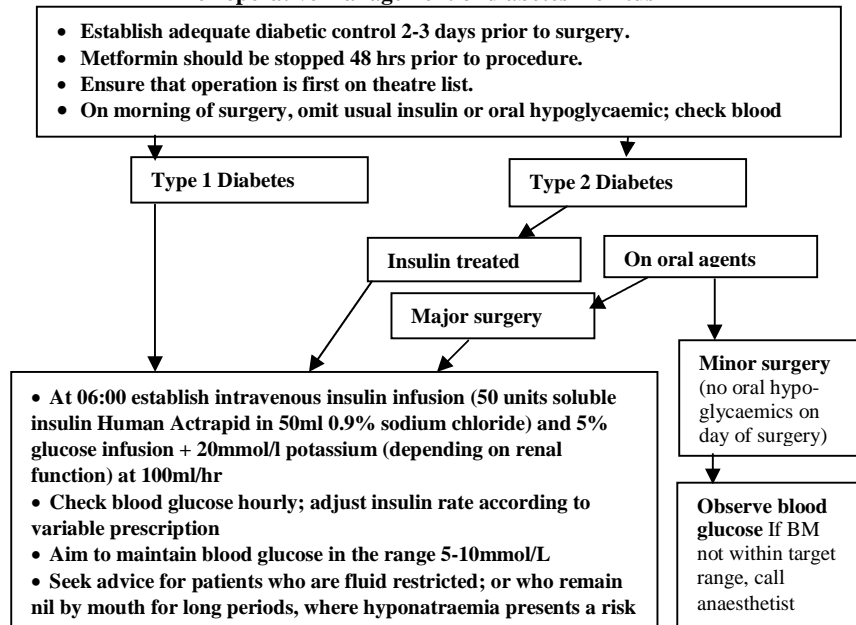 • Establish adequate diabetic control 2-3 days prior to surgery.
• Metformin should be stopped 48 hrs prior to procedure.
• Ensure that operation is first on theatre list.
• On morning of surgery, omit usual insulin or oral hypoglycaemic; check blood
Type 1 Diabetes
Type 2 Diabetes
Insulin treated
On oral agents
Major surgery
Minor surgery
(no oral hypo-
glycaemics on
day of surgery)
• At 06:00 establish intravenous insulin infusion (50 units soluble
insulin Human Actrapid in 50ml 0.9% sodium chloride) and 5%
glucose infusion + 20mmol/l potassium (depending on renal
function) at 100ml/hr
• Check blood glucose hourly; adjust insulin rate according to
variable prescription
• Aim to maintain blood glucose in the range 5-10mmol/L
• Seek advice for patients who are fluid restricted; or who remain
nil by mouth for long periods, where hyponatraemia presents a risk
Observe blood
glucose If BM
not within target
range, call
anaesthetist